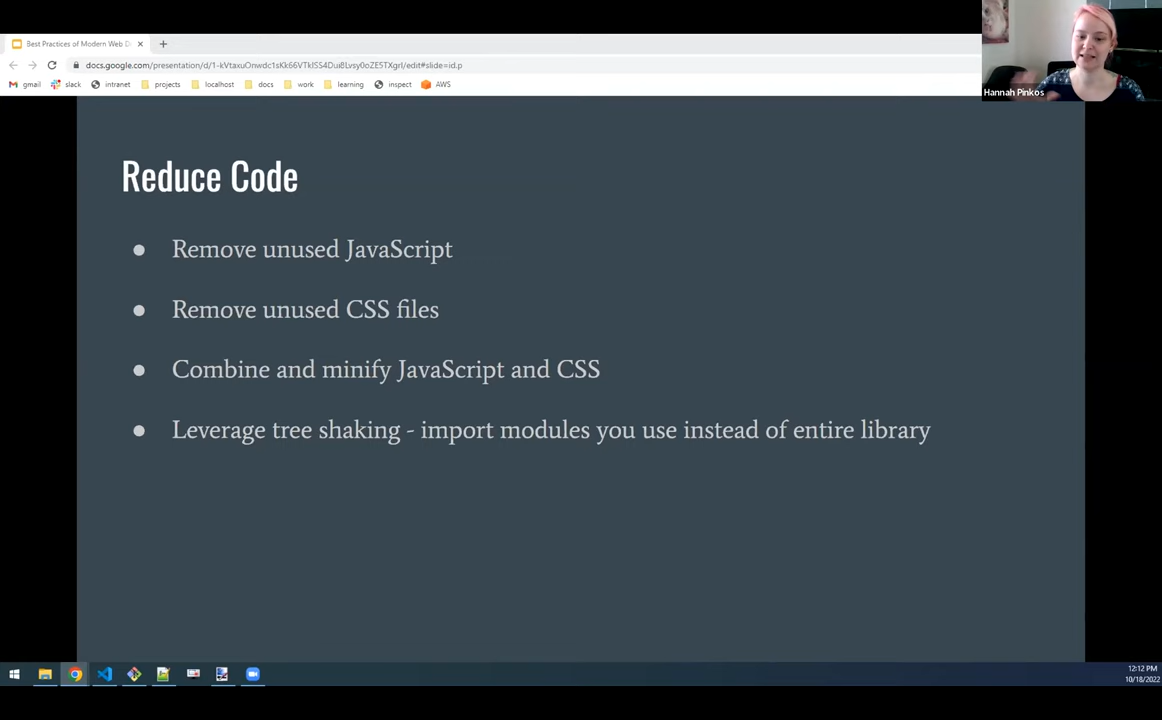 Best Practices of Modern Web D
docs.google.com/presentation/d/1-kVtaxuOnwdc1sKk66VTkISS4Dui8Lvsy0oZE5TXgrI/edit#slide=id.p
gmail slack intranet projects localhost docs work learning inspect AWS
Hannah Pinkos
Reduce Code
● Remove unused JavaScript
● Remove unused CSS files
● Combine and minify JavaScript and CSS
● Leverage tree shaking - import modules you use instead of entire library
12:12 PM
10/18/2022